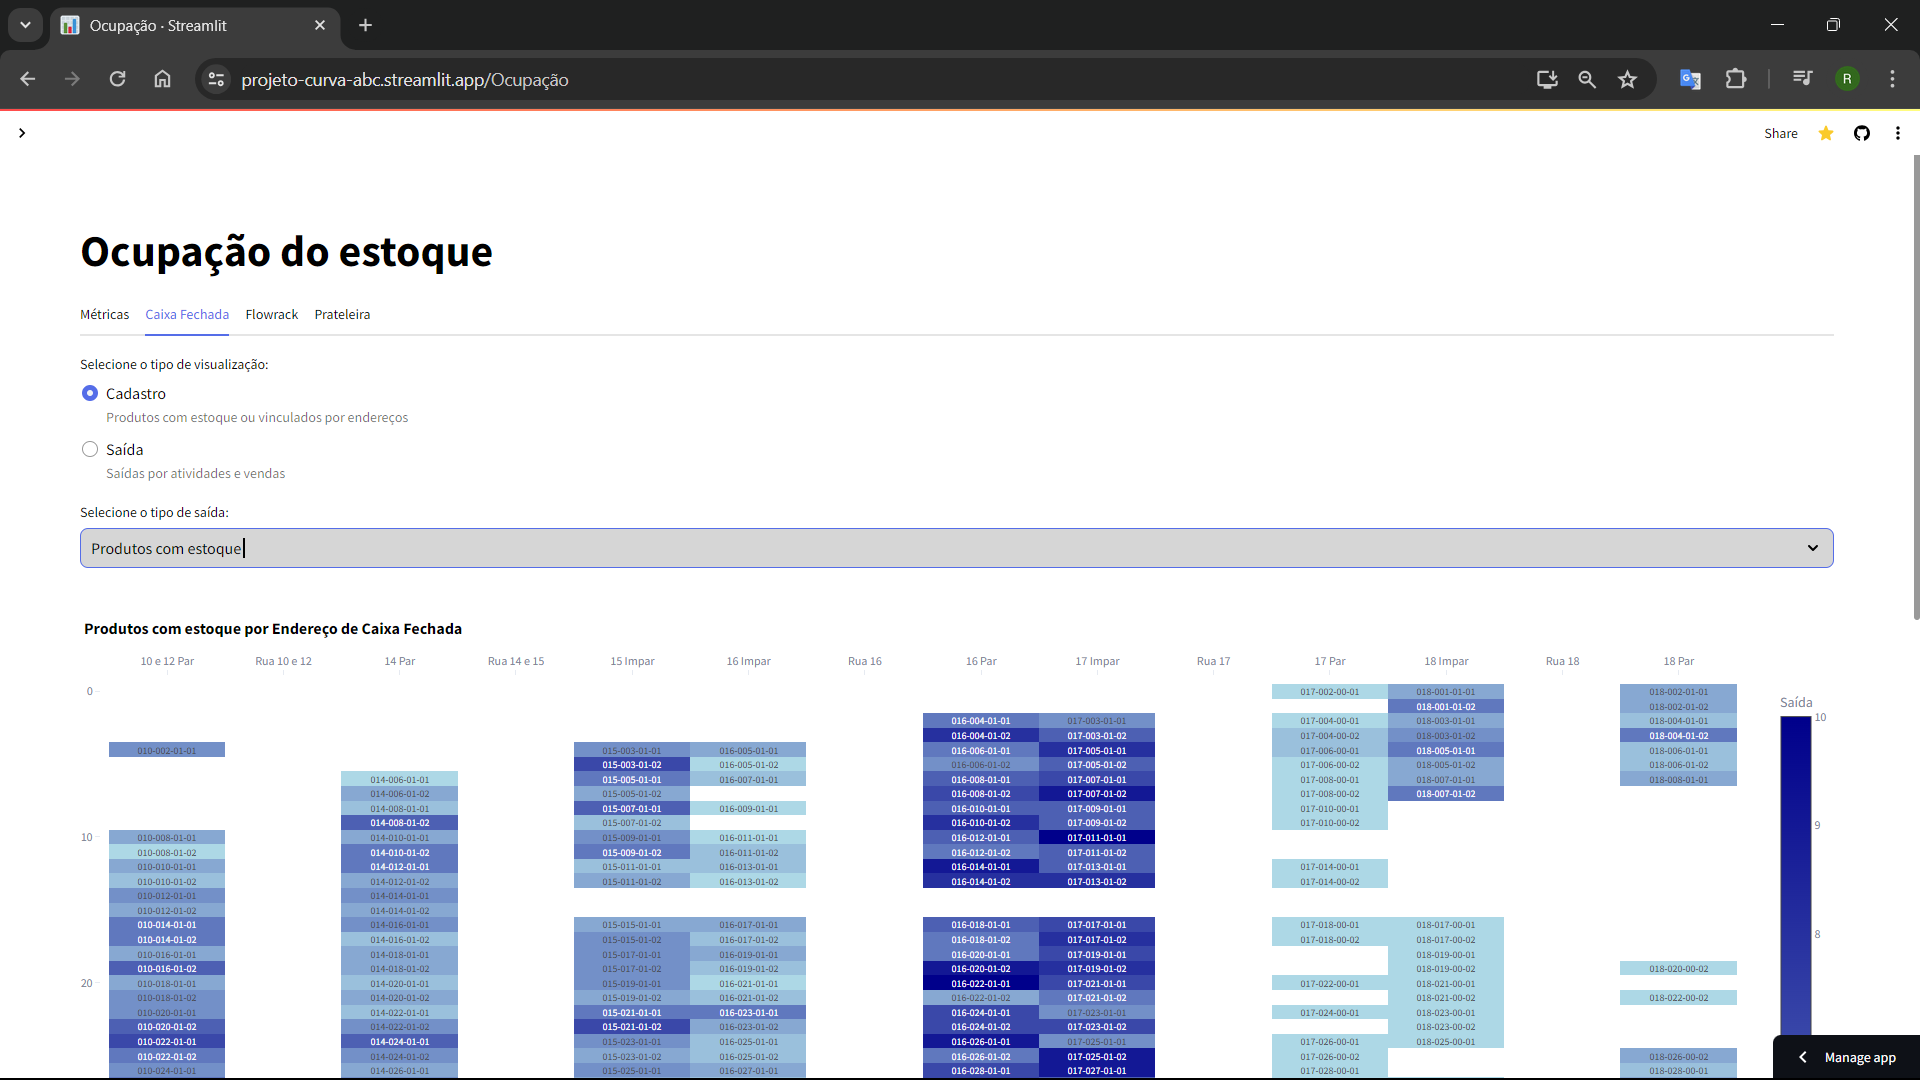 Ocupação · Streamlit
projeto-curva-abc.streamlit.app/Ocupação
R
Share
Ocupação do estoque
Métricas Caixa Fechada Flowrack Prateleira
Selecione o tipo de visualização:
Cadastro
Produtos com estoque ou vinculados por endereços
Saída
Saídas por atividades e vendas
Selecione o tipo de saída:
Produtos com estoque
Produtos com estoque por Endereço de Caixa Fechada
10 e 12 Par Rua 10 e 12 14 Par Rua 14 e 15 15 Impar 16 Impar Rua 16 16 Par 17 Impar Rua 17 17 Par 18 Impar Rua 18 18 Par
0 017-002-00-01 018-001-01-01 018-002-01-01
Saída
018-001-01-02 018-002-01-02
10
016-004-01-01 017-003-01-01 017-004-00-01 018-003-01-01 018-004-01-01
016-004-01-02 017-003-01-02 017-004-00-02 018-003-01-02 018-004-01-02
010-002-01-01 015-003-01-01 016-005-01-01 016-006-01-01 017-005-01-01 017-006-00-01 018-005-01-01 018-006-01-01
015-003-01-02 016-005-01-02 016-006-01-02 017-005-01-02 017-006-00-02 018-005-01-02 018-006-01-02
014-006-01-01 015-005-01-01 016-007-01-01 016-008-01-01 017-007-01-01 017-008-00-01 018-007-01-01 018-008-01-01
014-006-01-02 015-005-01-02 016-008-01-02 017-007-01-02 017-008-00-02 018-007-01-02
014-008-01-01 015-007-01-01 016-009-01-01 016-010-01-01 017-009-01-01 017-010-00-01
014-008-01-02 015-007-01-02 016-010-01-02 017-009-01-02 017-010-00-02
9
10 010-008-01-01 014-010-01-01 015-009-01-01 016-011-01-01 016-012-01-01 017-011-01-01
010-008-01-02 014-010-01-02 015-009-01-02 016-011-01-02 016-012-01-02 017-011-01-02
010-010-01-01 014-012-01-01 015-011-01-01 016-013-01-01 016-014-01-01 017-013-01-01 017-014-00-01
010-010-01-02 014-012-01-02 015-011-01-02 016-013-01-02 016-014-01-02 017-013-01-02 017-014-00-02
010-012-01-01 014-014-01-01
010-012-01-02 014-014-01-02
010-014-01-01 014-016-01-01 015-015-01-01 016-017-01-01 016-018-01-01 017-017-01-01 017-018-00-01 018-017-00-01
010-014-01-02 014-016-01-02 015-015-01-02 016-017-01-02 016-018-01-02 017-017-01-02 017-018-00-02 018-017-00-02
8
010-016-01-01 014-018-01-01 015-017-01-01 016-019-01-01 016-020-01-01 017-019-01-01 018-019-00-01
010-016-01-02 014-018-01-02 015-017-01-02 016-019-01-02 016-020-01-02 017-019-01-02 018-019-00-02 018-020-00-02
20 010-018-01-01 014-020-01-01 015-019-01-01 016-021-01-01 016-022-01-01 017-021-01-01 017-022-00-01 018-021-00-01
010-018-01-02 014-020-01-02 015-019-01-02 016-021-01-02 016-022-01-02 017-021-01-02 018-021-00-02 018-022-00-02
010-020-01-01 014-022-01-01 015-021-01-01 016-023-01-01 016-024-01-01 017-023-01-01 017-024-00-01 018-023-00-01
010-020-01-02 014-022-01-02 015-021-01-02 016-023-01-02 016-024-01-02 017-023-01-02 018-023-00-02
010-022-01-01 014-024-01-01 015-023-01-01 016-025-01-01 016-026-01-01 017-025-01-01 017-026-00-01 018-025-00-01
010-022-01-02 014-024-01-02 015-023-01-02 016-025-01-02 016-026-01-02 017-025-01-02 017-026-00-02 018-026-00-02
010-024-01-01 014-026-01-01 015-025-01-01 016-027-01-01 016-028-01-01 017-027-01-01 017-028-00-01 018-028-00-01
Manage app